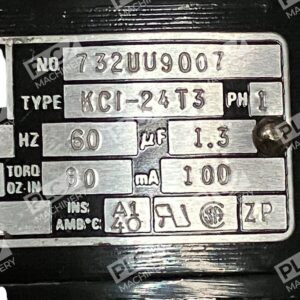 NO 732UU9007
TYPE KCI-24T3 PH 1
HZ 60 µF 1.3
TORQ OZ-IN 90 mA 100
INS. AMB°C A1 40 ZP